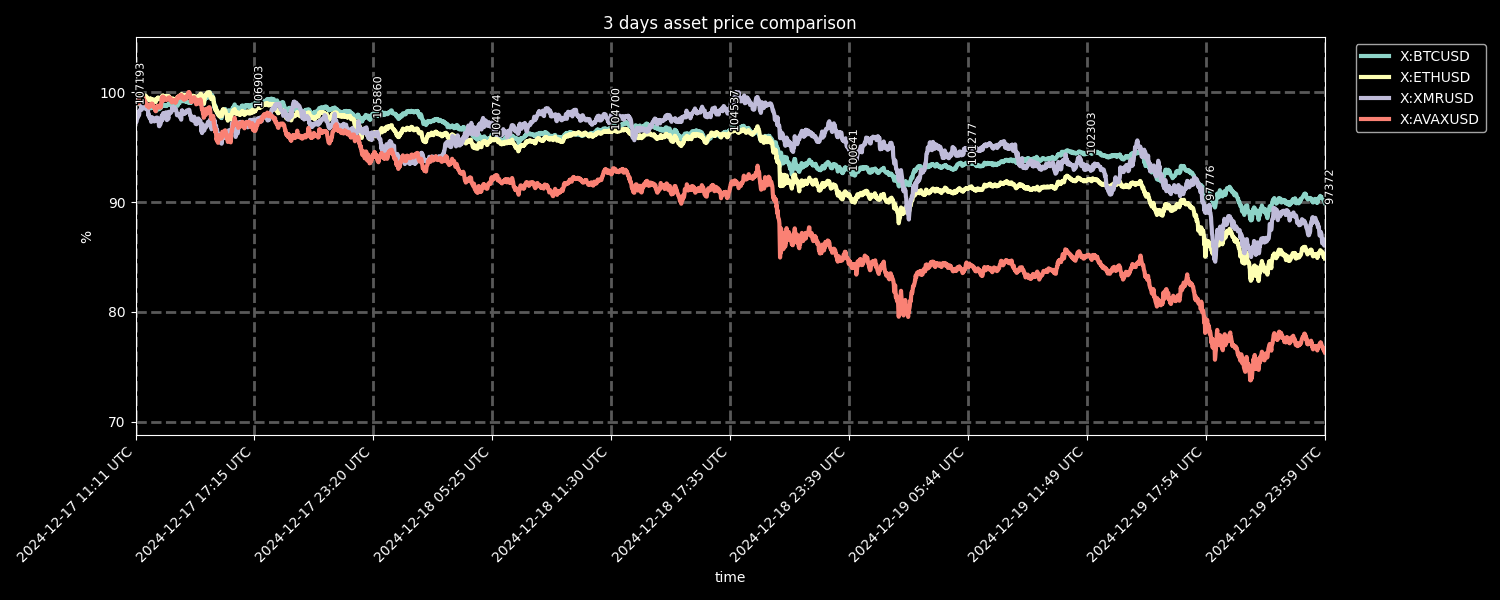 3 days asset price comparison
X:BTCUSD
X:ETHUSD
X:XMRUSD
X:AVAXUSD
100
90
80
70
%
107193
106903
105860
104074
104700
104537
100641
101277
102303
97776
97372
2024-12-17 11:11 UTC
2024-12-17 17:15 UTC
2024-12-17 23:20 UTC
2024-12-18 05:25 UTC
2024-12-18 11:30 UTC
2024-12-18 17:35 UTC
2024-12-18 23:39 UTC
2024-12-19 05:44 UTC
2024-12-19 11:49 UTC
2024-12-19 17:54 UTC
2024-12-19 23:59 UTC
time